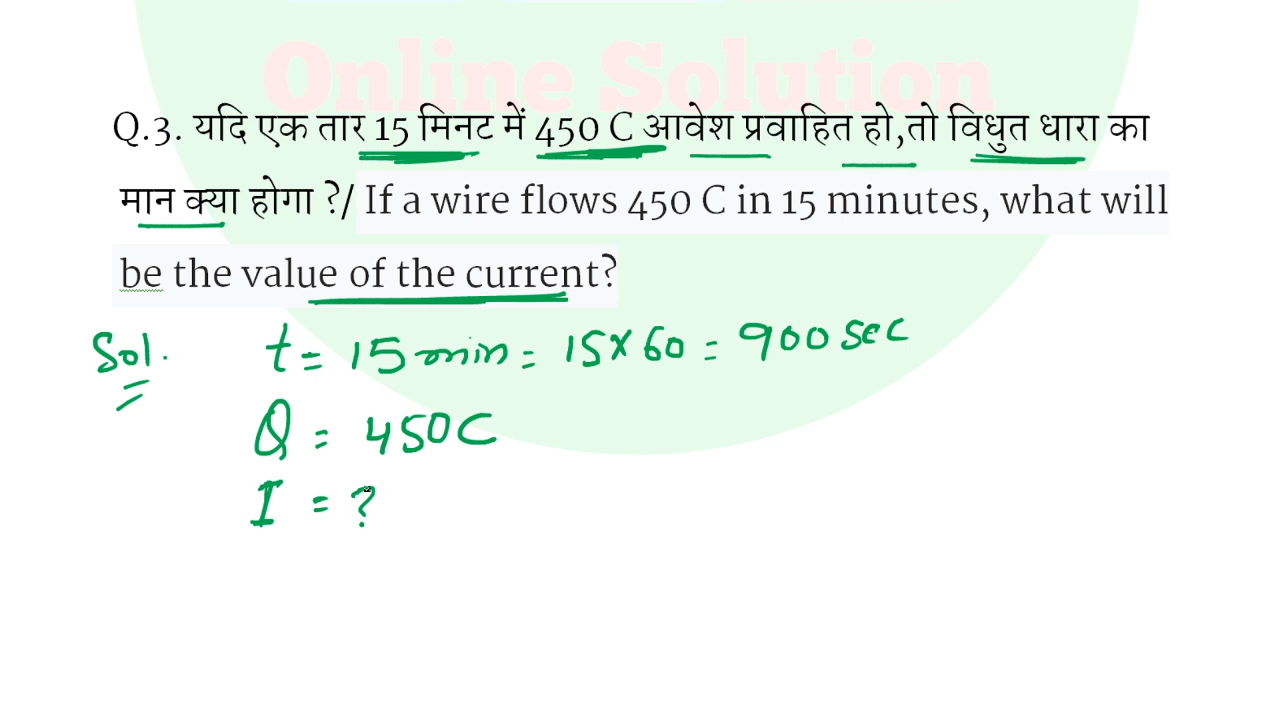 Online Solution
Q.3. यदि एक तार 15 मिनट में 450 C आवेश प्रवाहित हो,तो विधुत धारा का
मान क्या होगा ?/ If a wire flows 450 C in 15 minutes, what will
be the value of the current?
Sol. t = 15 min = 15 × 60 = 900 sec
Q = 450C
I = ?